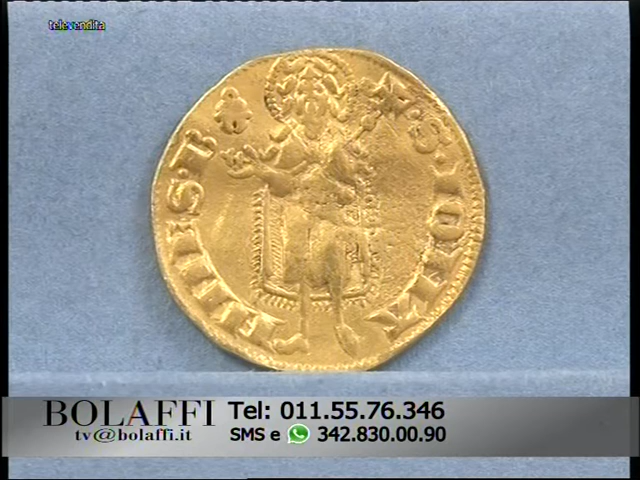 televendita
S·IOHA
NNES·B
BOLAFFI
tv@bolaffi.it
Tel: 011.55.76.346
SMS e 342.830.00.90